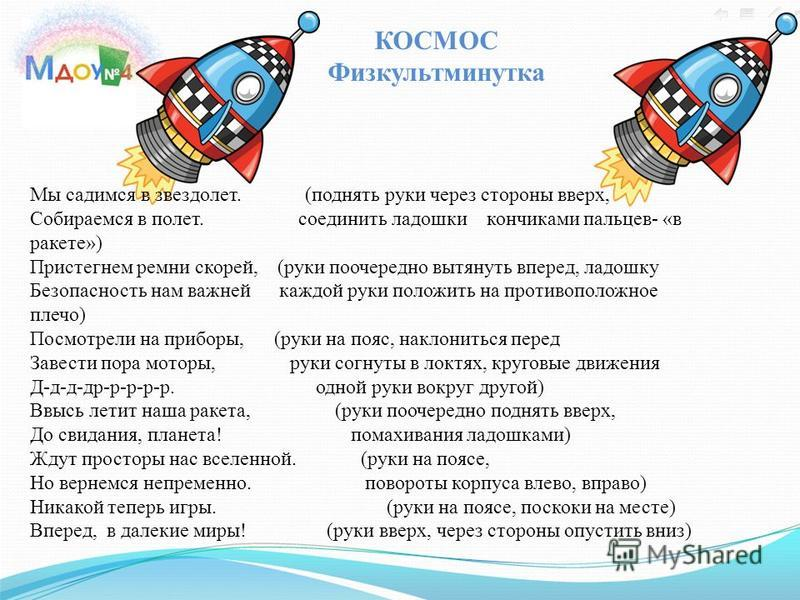 МДОУ №4
КОСМОС
Физкультминутка
Мы садимся в звездолет. (поднять руки через стороны вверх,
Собираемся в полет. соединить ладошки кончиками пальцев- «в
ракете»)
Пристегнем ремни скорей, (руки поочередно вытянуть вперед, ладошку
Безопасность нам важней каждой руки положить на противоположное
плечо)
Посмотрели на приборы, (руки на пояс, наклониться перед
Завести пора моторы, руки согнуты в локтях, круговые движения
Д-д-д-др-р-р-р-р. одной руки вокруг другой)
Ввысь летит наша ракета, (руки поочередно поднять вверх,
До свидания, планета! помахивания ладошками)
Ждут просторы нас вселенной. (руки на поясе,
Но вернемся непременно. повороты корпуса влево, вправо)
Никакой теперь игры. (руки на поясе, поскоки на месте)
Вперед, в далекие миры! (руки вверх, через стороны опустить вниз)
MyShared